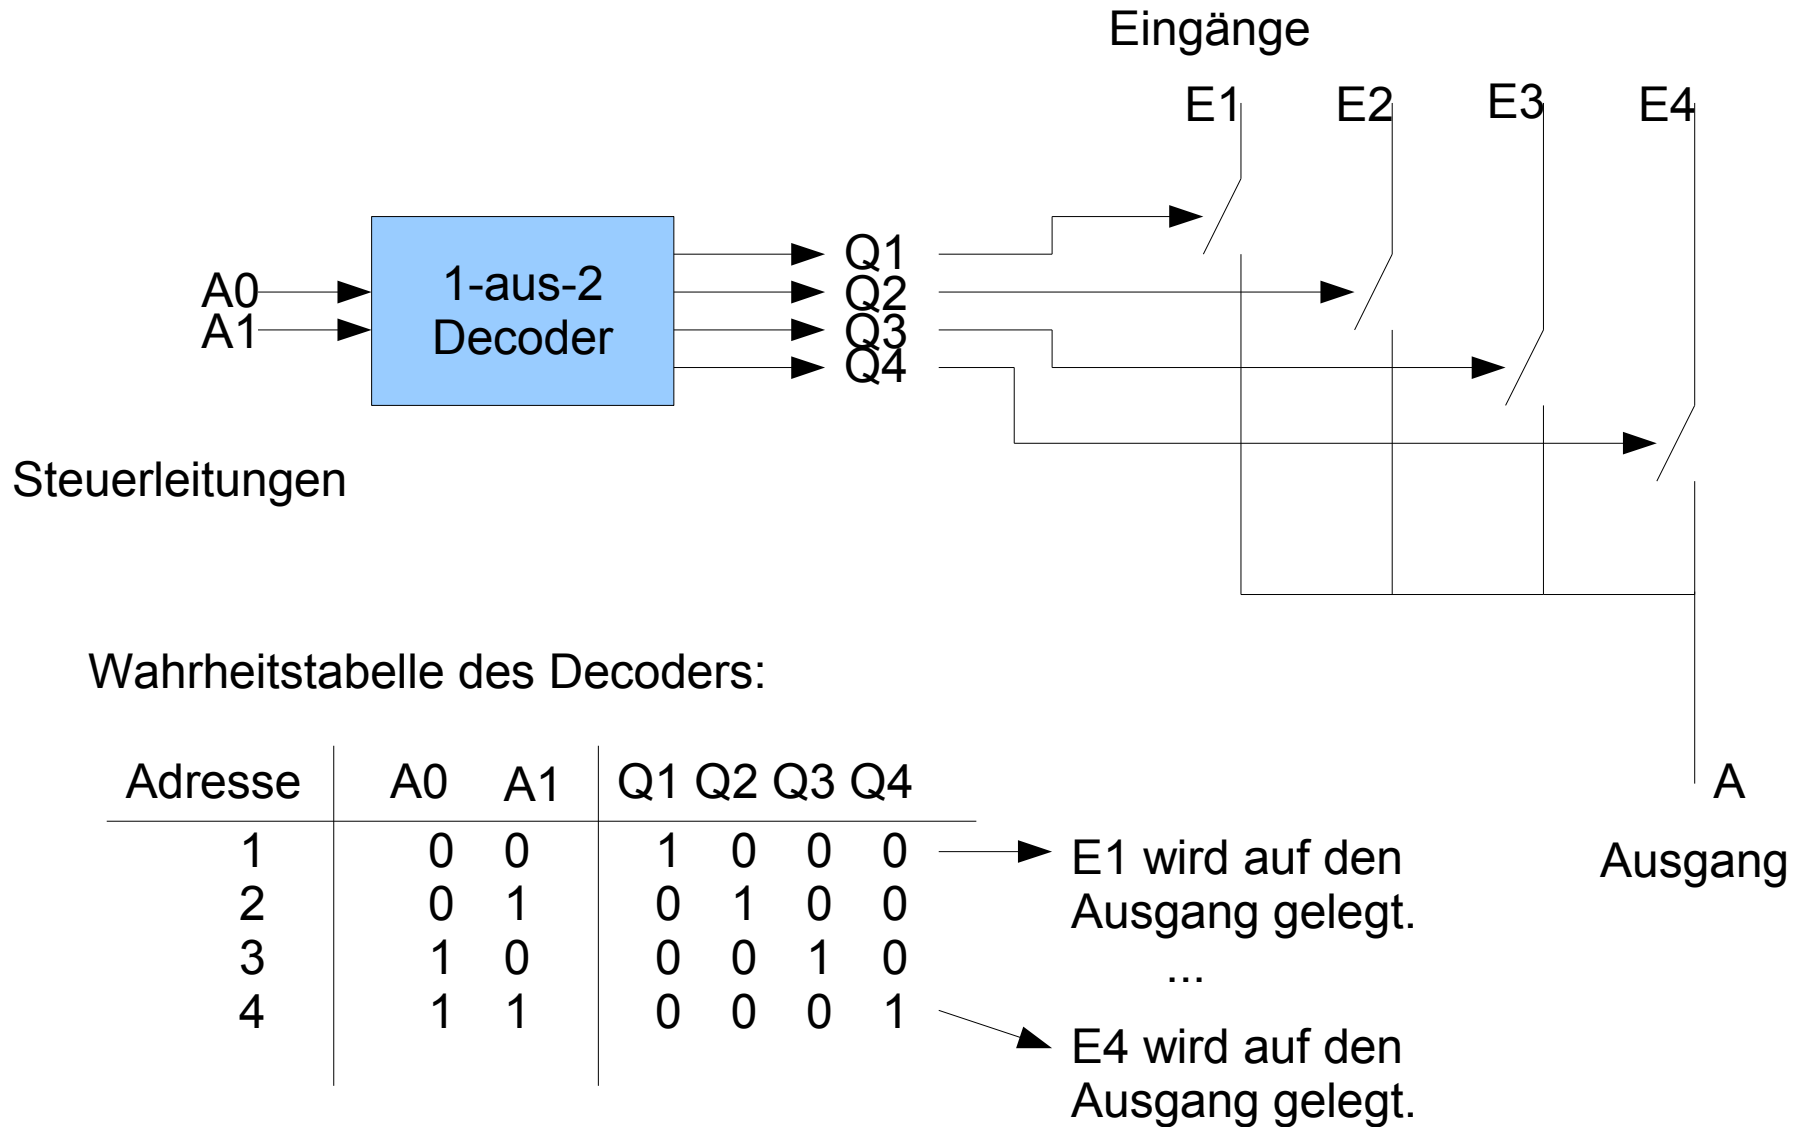 Eingänge
E1 E2 E3 E4
A0
A1
1-aus-2
Decoder
Q1
Q2
Q3
Q4
Steuerleitungen
Wahrheitstabelle des Decoders:
Adresse A0 A1 Q1 Q2 Q3 Q4
1 0 0 1 0 0 0
2 0 1 0 1 0 0
3 1 0 0 0 1 0
4 1 1 0 0 0 1
E1 wird auf den
Ausgang gelegt.
...
E4 wird auf den
Ausgang gelegt.
A
Ausgang